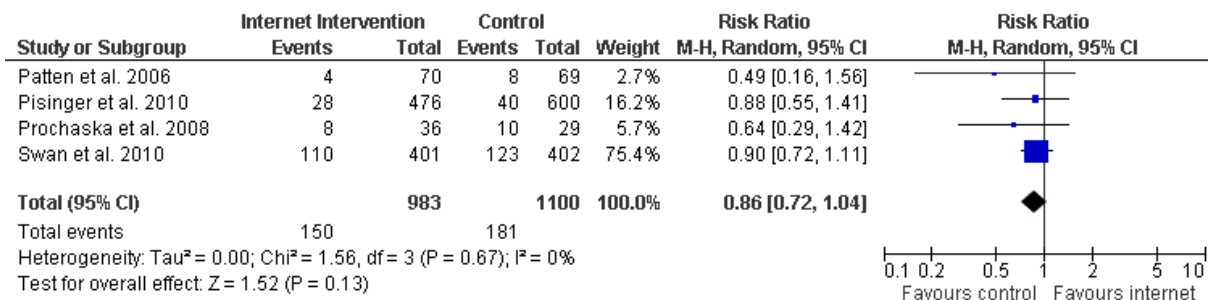 Internet Intervention Control Risk Ratio Risk Ratio
Study or Subgroup Events Total Events Total Weight M-H, Random, 95% CI M-H, Random, 95% CI
Patten et al. 2006 4 70 8 69 2.7% 0.49 [0.16, 1.56]
Pisinger et al. 2010 28 476 40 600 16.2% 0.88 [0.55, 1.41]
Prochaska et al. 2008 8 36 10 29 5.7% 0.64 [0.29, 1.42]
Swan et al. 2010 110 401 123 402 75.4% 0.90 [0.72, 1.11]
Total (95% CI) 983 1100 100.0% 0.86 [0.72, 1.04]
Total events 150 181
Heterogeneity: Tau² = 0.00; Chi² = 1.56, df = 3 (P = 0.67); I² = 0%
Test for overall effect: Z = 1.52 (P = 0.13)
0.1 0.2 0.5 1 2 5 10
Favours control Favours internet